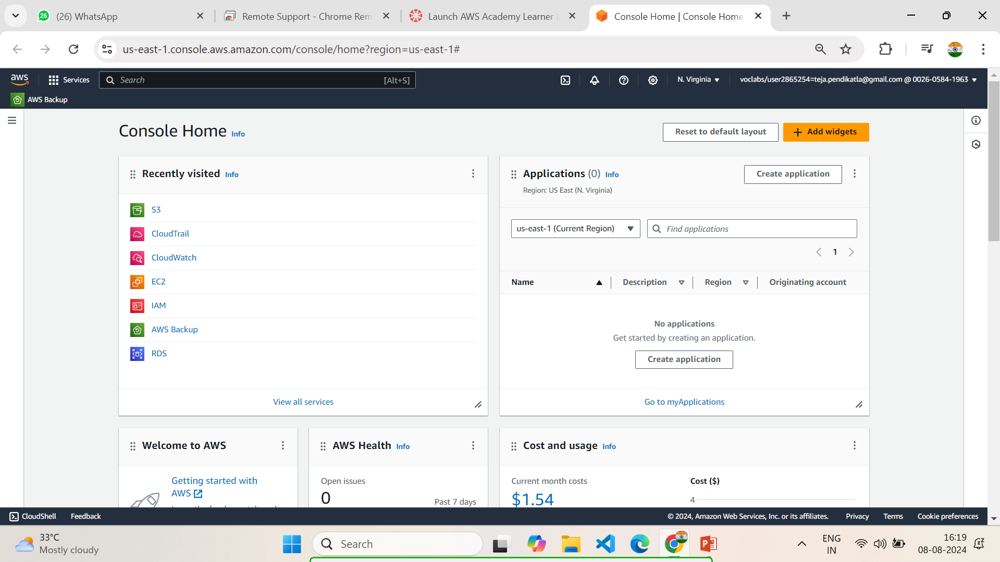 26
(26) WhatsApp
Remote Support - Chrome Rem
Launch AWS Academy Learner
Console Home | Console Home
us-east-1.console.aws.amazon.com/console/home?region=us-east-1#
aws
Services
Search
[Alt+S]
N. Virginia
voclabs/user2865254=teja.pendikatla@gmail.com @ 0026-0584-1963
AWS Backup
Console Home Info
Reset to default layout
Add widgets
Recently visited Info
S3
CloudTrail
CloudWatch
EC2
IAM
AWS Backup
RDS
View all services
Applications (0) Info
Region: US East (N. Virginia)
Create application
us-east-1 (Current Region)
Find applications
1
Name Description Region Originating account
No applications
Get started by creating an application.
Create application
Go to myApplications
Welcome to AWS
Getting started with
AWS
AWS Health Info
Open issues
0
Past 7 days
Cost and usage Info
Current month costs
$1.54
Cost ($)
4
CloudShell Feedback
© 2024, Amazon Web Services, Inc. or its affiliates. Privacy Terms Cookie preferences
33°C
Mostly cloudy
Search
ENG
IN
16:19
08-08-2024